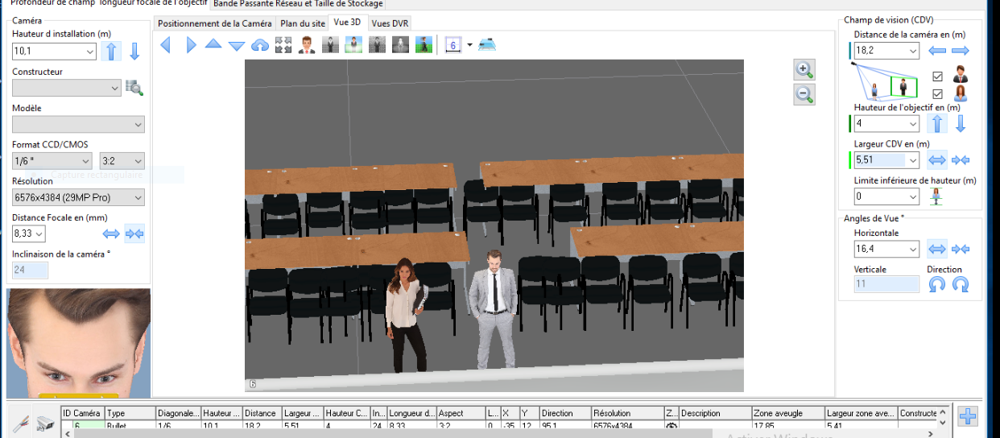 Profondeur de champ longueur focale de l'objectif
Bande Passante Réseau et Taille de Stockage
Caméra
Hauteur d installation (m)
10,1
Constructeur
Modèle
Format CCD/CMOS
1/6 "
3:2
Capture rectangulaire
Résolution
6576x4384 (29MP Pro)
Distance Focale en (mm)
8,33
Inclinaison de la caméra °
24
Positionnement de la Caméra
Plan du site
Vue 3D
Vues DVR
6
6
Champ de vision (CDV)
Distance de la caméra en (m)
18,2
Hauteur de l'objectif en (m)
4
Largeur CDV en (m)
5,51
Limite inférieure de hauteur (m)
0
Angles de Vue °
Horizontale
16,4
Verticale
Direction
11
ID Caméra Type Diagonale... Hauteur ... Distance Largeur ... Hauteur C... In... Longueur d... Aspect L... X Y Direction Résolution Z... Description Zone aveugle Largeur zone ave... Constructe
6 Bullet 1/6 10.1 18.2 5.51 4 24 8.33 3:2 0 -35 12 95.1 6576x4384 17.85 5.41
Activer Windows